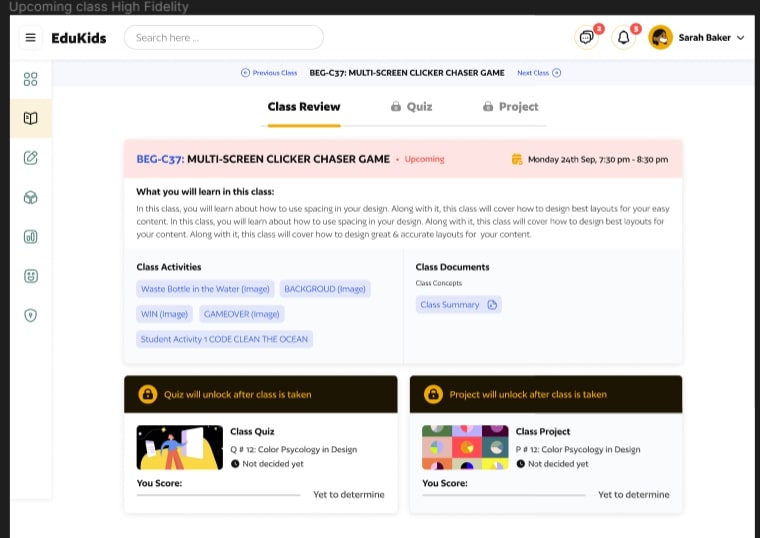 Upcoming class High Fidelity
EduKids
Search here ...
3
5
Sarah Baker
Previous Class
BEG-C37: MULTI-SCREEN CLICKER CHASER GAME
Next Class
Class Review
Quiz
Project
BEG-C37: MULTI-SCREEN CLICKER CHASER GAME • Upcoming
Monday 24th Sep, 7:30 pm - 8:30 pm
What you will learn in this class:
In this class, you will learn about how to use spacing in your design. Along with it, this class will cover how to design best layouts for your easy
content. In this class, you will learn about how to use spacing in your design. Along with it, this class will cover how to design best layouts for
your content. Along with it, this class will cover how to design great & accurate layouts for your content.
Class Activities
Waste Bottle in the Water (Image)
BACKGROUD (Image)
WIN (Image)
GAMEOVER (Image)
Student Activity 1 CODE CLEAN THE OCEAN
Class Documents
Class Concepts
Class Summary
Quiz will unlock after class is taken
Class Quiz
Q # 12: Color Psycology in Design
Not decided yet
You Score:
Yet to determine
Project will unlock after class is taken
Class Project
P # 12: Color Psycology in Design
Not decided yet
You Score:
Yet to determine